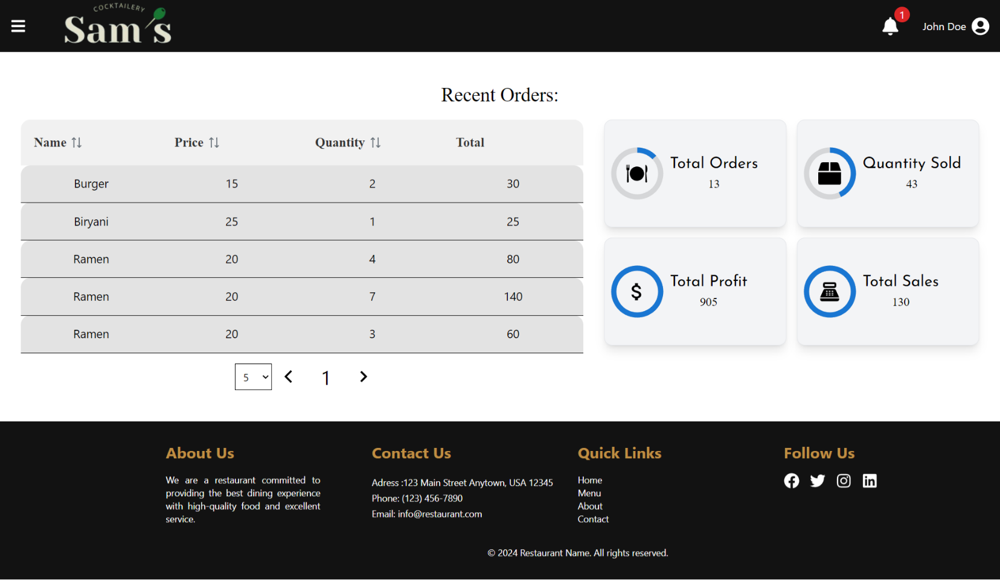 COCKTAILERY
Sam's
1
John Doe
Recent Orders:
Name Price Quantity Total
Burger 15 2 30
Biryani 25 1 25
Ramen 20 4 80
Ramen 20 7 140
Ramen 20 3 60
5 1
Total Orders
13
Quantity Sold
43
$
Total Profit
905
Total Sales
130
About Us
We are a restaurant committed to
providing the best dining experience
with high-quality food and excellent
service.
Contact Us
Adress :123 Main Street Anytown, USA 12345
Phone: (123) 456-7890
Email: info@restaurant.com
Quick Links
Home
Menu
About
Contact
Follow Us
© 2024 Restaurant Name. All rights reserved.